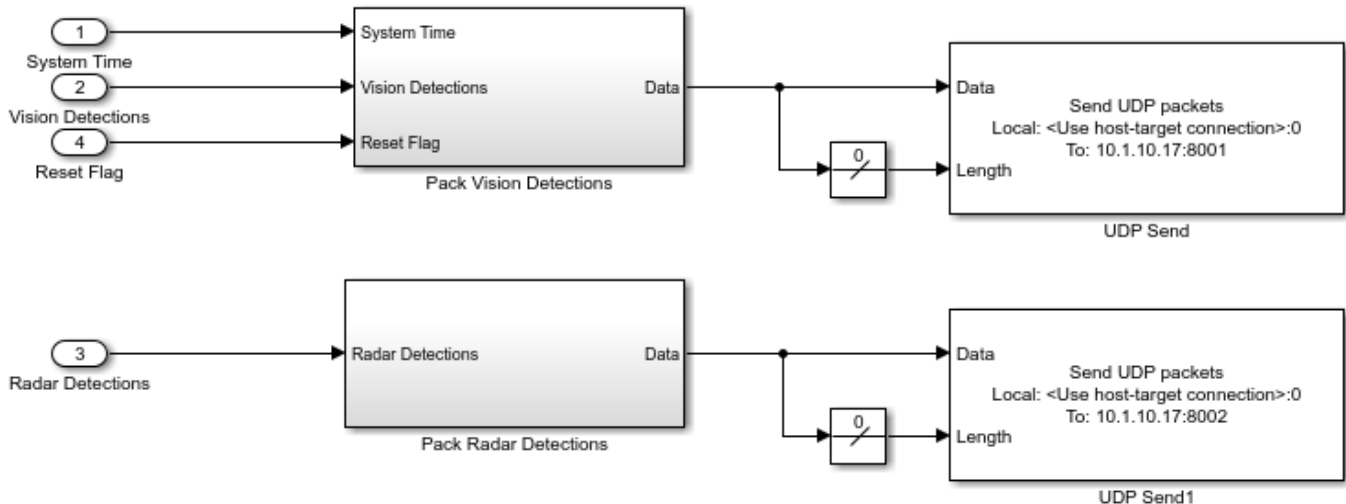 1
System Time
2
Vision Detections
4
Reset Flag
System Time
Vision Detections
Reset Flag
Data
Pack Vision Detections
0
Data
Length
Send UDP packets
Local: <Use host-target connection>:0
To: 10.1.10.17:8001
UDP Send
3
Radar Detections
Radar Detections
Data
Pack Radar Detections
0
Data
Length
Send UDP packets
Local: <Use host-target connection>:0
To: 10.1.10.17:8002
UDP Send1